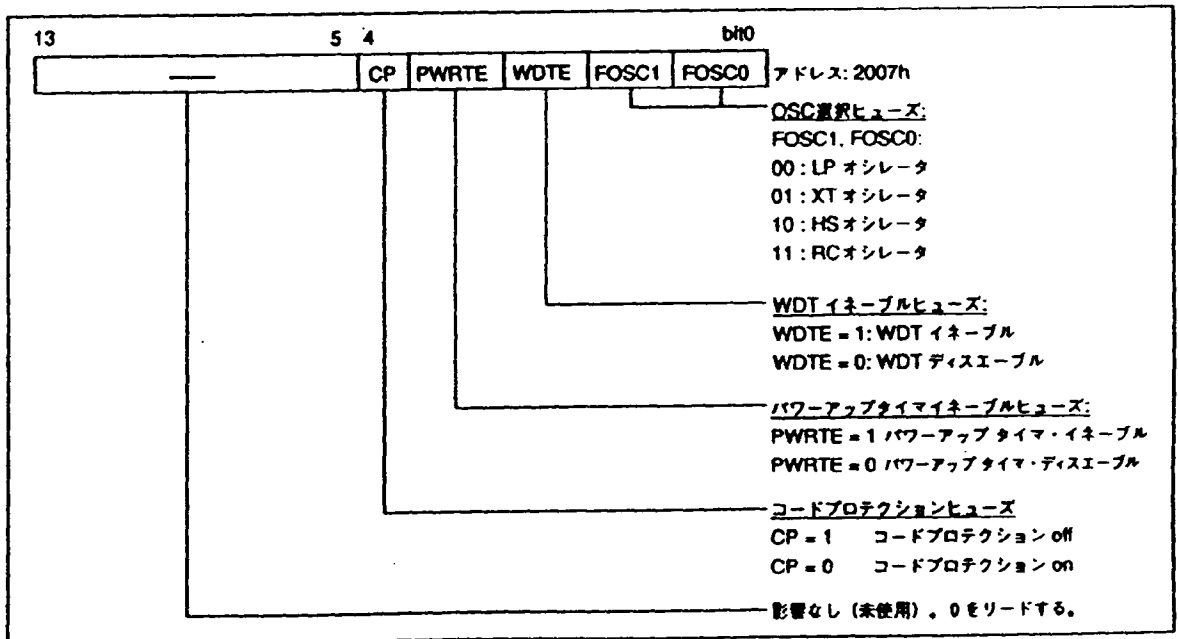 13 5 4 bit0
— CP PWRTE WDTE FOSC1 FOSC0 アドレス: 2007h
OSC選択ヒューズ:
FOSC1, FOSC0:
00 : LP オシレータ
01 : XT オシレータ
10 : HS オシレータ
11 : RC オシレータ
WDT イネーブルヒューズ:
WDTE = 1: WDT イネーブル
WDTE = 0: WDT ディスエーブル
パワーアップタイマイネーブルヒューズ:
PWRTE = 1 パワーアップ タイマ・イネーブル
PWRTE = 0 パワーアップ タイマ・ディスエーブル
コードプロテクションヒューズ
CP = 1 コードプロテクション off
CP = 0 コードプロテクション on
影響なし (未使用) 。0をリードする。